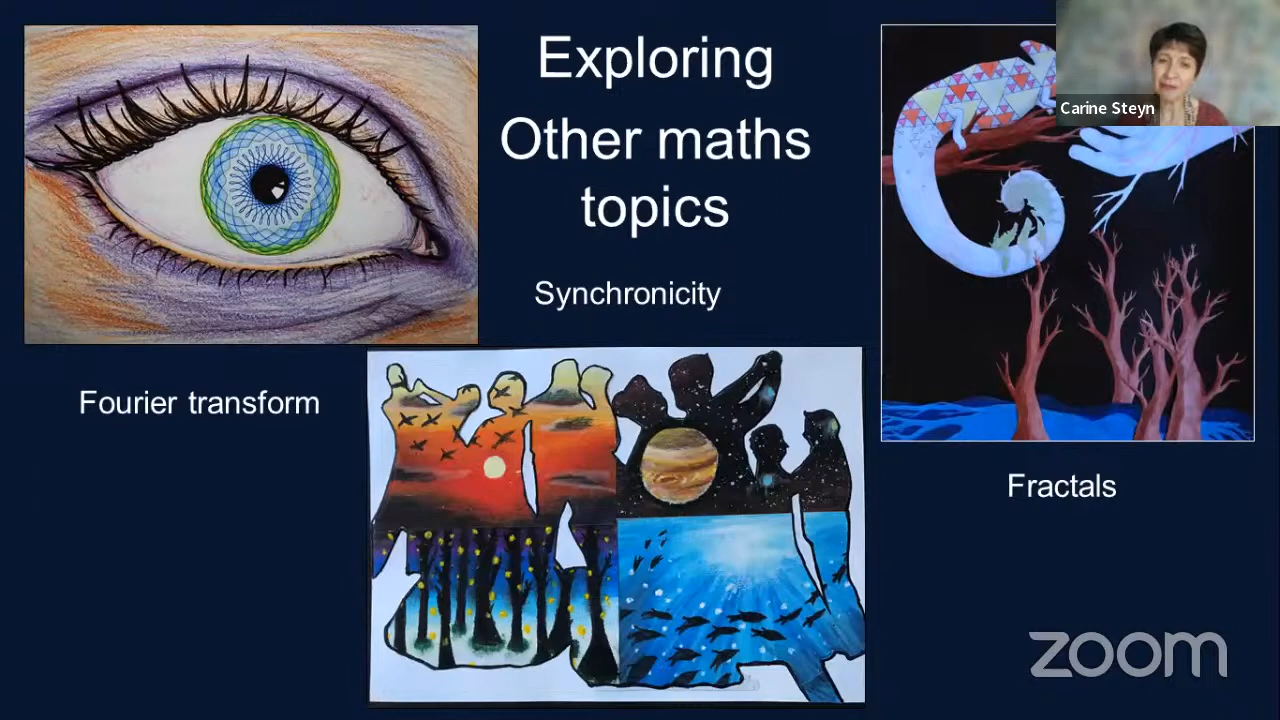 Exploring
Other maths
topics
Carine Steyn
Synchronicity
Fourier transform
Fractals
zoom